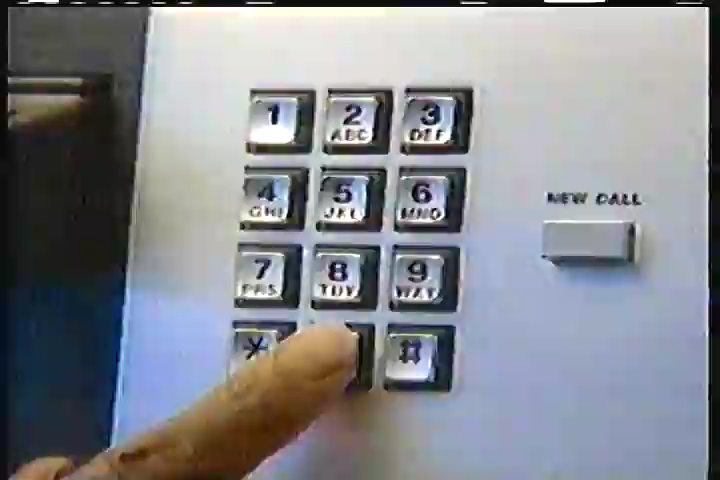 1 2 3
ABC DEF
NEW CALL
4 5 6
GHI JKL MNO
7 8 9
PRS TUV WXY
* #